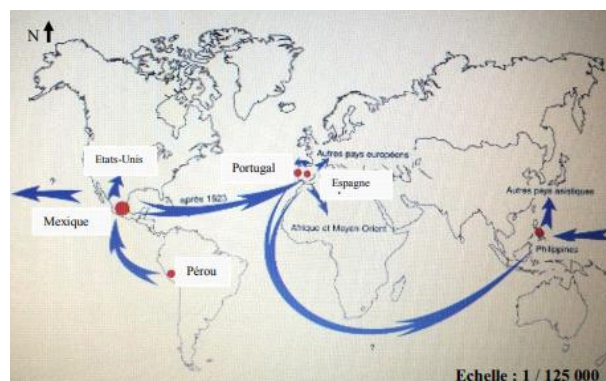 N
Etats-Unis
Portugal
Autres pays européens
Espagne
Autres pays asiatiques
après 1523
Mexique
Afrique et Moyen Orient
Philippines
Pérou
?
Echelle : 1 / 125 000